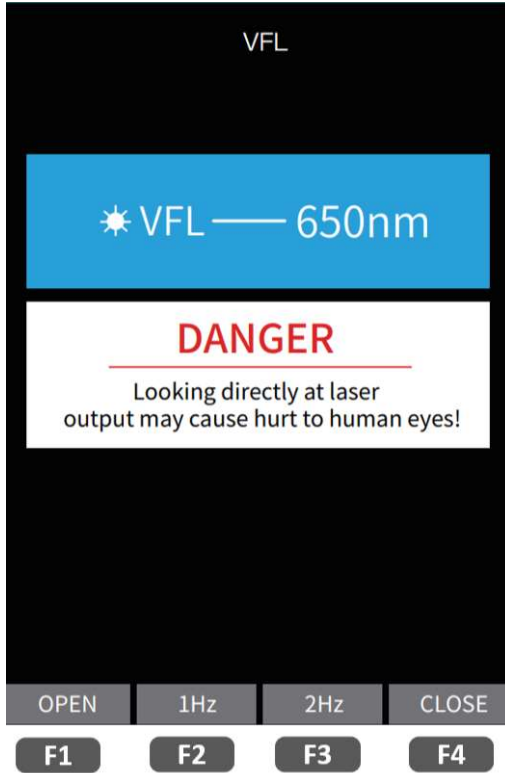 VFL
VFL —— 650nm
DANGER
Looking directly at laser
output may cause hurt to human eyes!
OPEN 1Hz 2Hz CLOSE
F1 F2 F3 F4